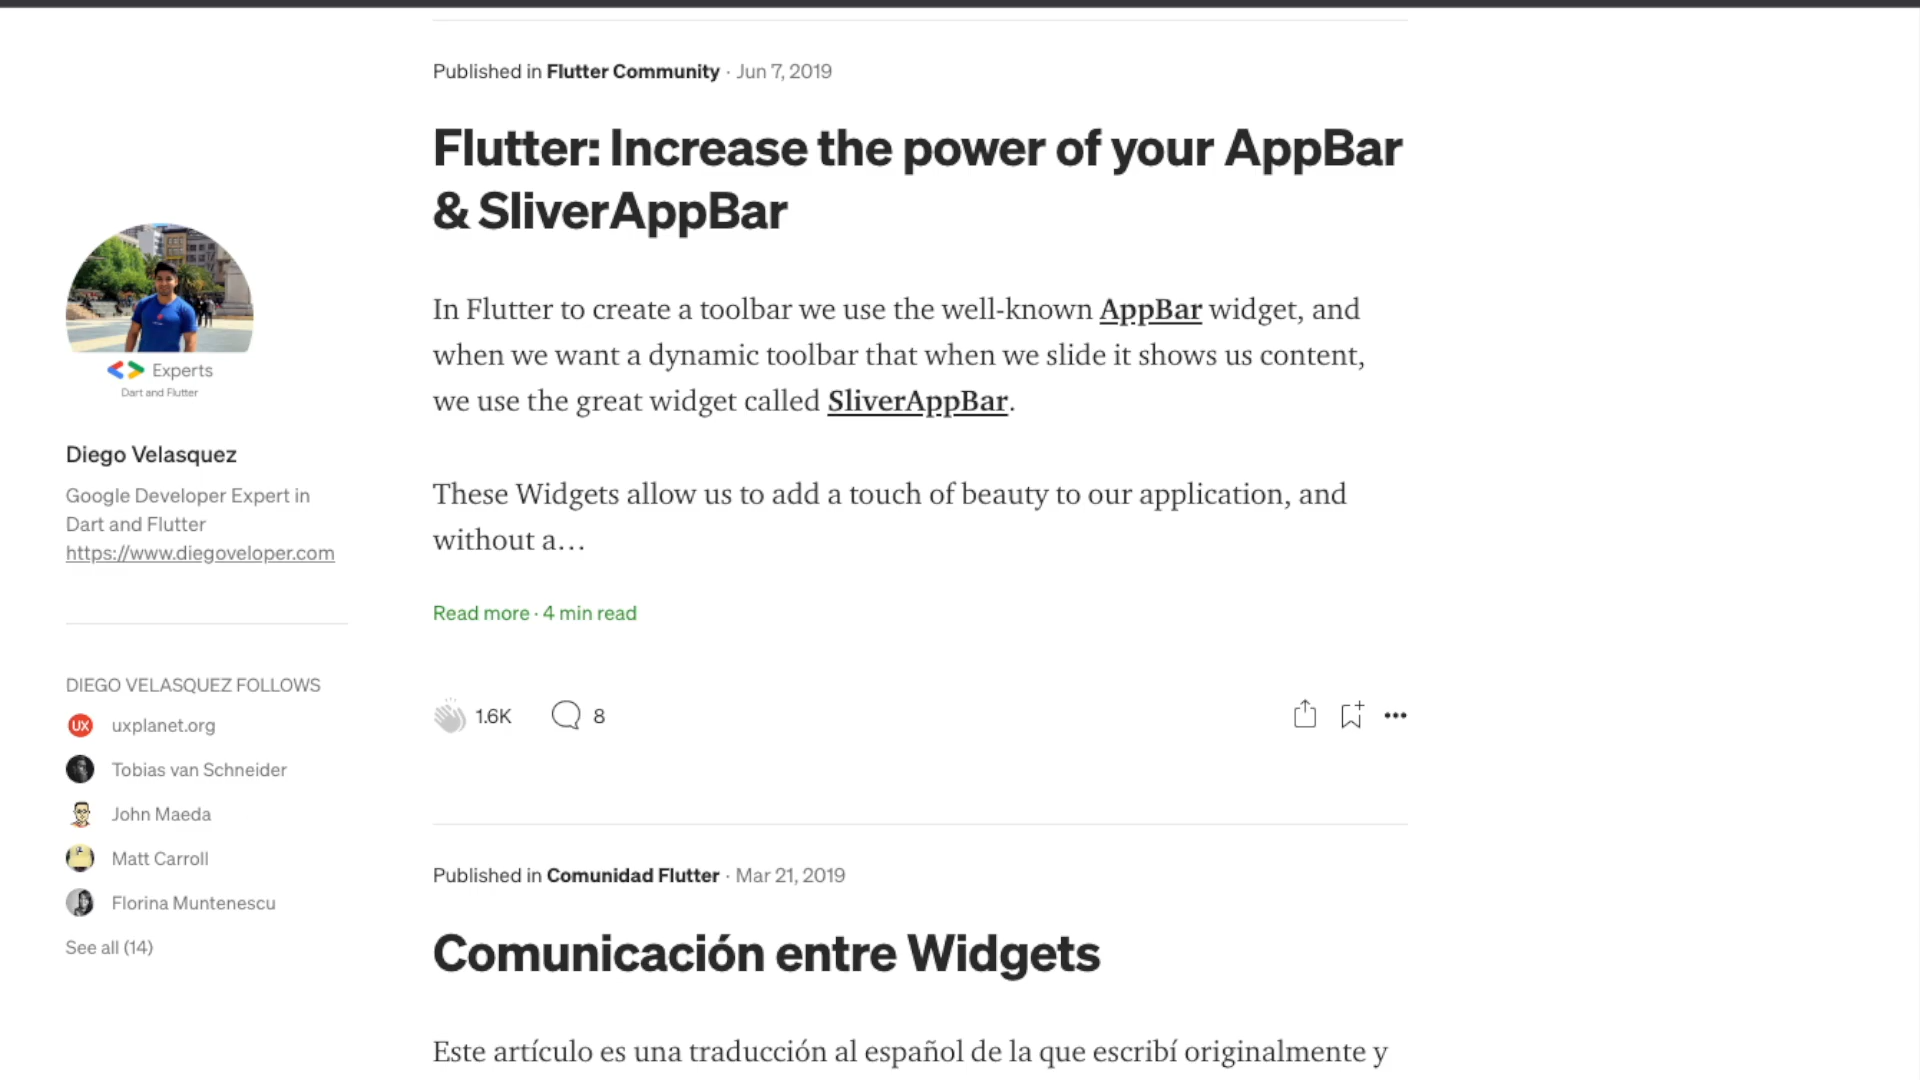 Published in Flutter Community · Jun 7, 2019
Flutter: Increase the power of your AppBar
& SliverAppBar
In Flutter to create a toolbar we use the well-known AppBar widget, and
when we want a dynamic toolbar that when we slide it shows us content,
we use the great widget called SliverAppBar.
These Widgets allow us to add a touch of beauty to our application, and
without a…
Read more · 4 min read
1.6K
8
Published in Comunidad Flutter · Mar 21, 2019
Comunicación entre Widgets
Este artículo es una traducción al español de la que escribí originalmente y
Experts
Dart and Flutter
Diego Velasquez
Google Developer Expert in
Dart and Flutter
https://www.diegoveloper.com
DIEGO VELASQUEZ FOLLOWS
UX uxplanet.org
Tobias van Schneider
John Maeda
Matt Carroll
Florina Muntenescu
See all (14)